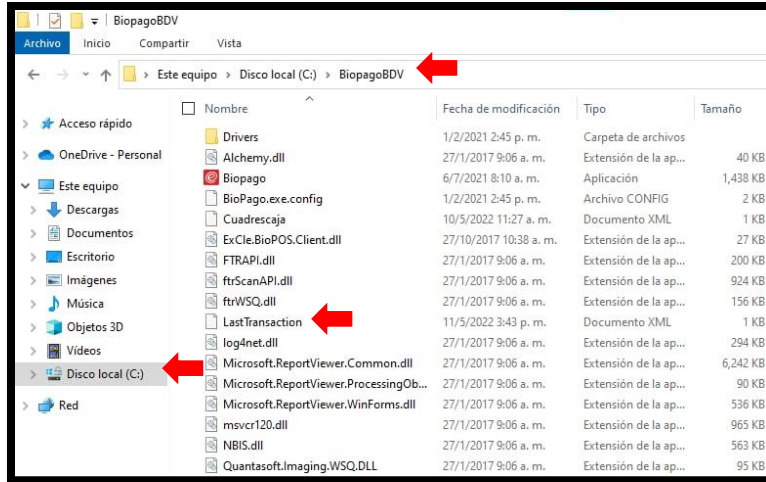 BiopagoBDV
Archivo Inicio Compartir Vista
Este equipo > Disco local (C:) > BiopagoBDV
Nombre Fecha de modificación Tipo Tamaño
Acceso rápido
OneDrive - Personal
Este equipo
Descargas
Documentos
Escritorio
Imágenes
Música
Objetos 3D
Vídeos
Disco local (C:)
Red
Drivers 1/2/2021 2:45 p. m. Carpeta de archivos
Alchemy.dll 27/1/2017 9:06 a. m. Extensión de la ap... 40 KB
Biopago 6/7/2021 8:10 a. m. Aplicación 1,438 KB
BioPago.exe.config 1/2/2021 2:45 p. m. Archivo CONFIG 2 KB
Cuadrescaja 10/5/2022 11:27 a. m. Documento XML 1 KB
ExCle.BioPOS.Client.dll 27/10/2017 10:38 a. m. Extensión de la ap... 27 KB
FTRAPI.dll 27/1/2017 9:06 a. m. Extensión de la ap... 200 KB
ftrScanAPI.dll 27/1/2017 9:06 a. m. Extensión de la ap... 924 KB
ftrWSQ.dll 27/1/2017 9:06 a. m. Extensión de la ap... 156 KB
LastTransaction 11/5/2022 3:43 p. m. Documento XML 1 KB
log4net.dll 27/1/2017 9:06 a. m. Extensión de la ap... 294 KB
Microsoft.ReportViewer.Common.dll 27/1/2017 9:06 a. m. Extensión de la ap... 6,242 KB
Microsoft.ReportViewer.ProcessingOb... 27/1/2017 9:06 a. m. Extensión de la ap... 90 KB
Microsoft.ReportViewer.WinForms.dll 27/1/2017 9:06 a. m. Extensión de la ap... 536 KB
msvcr120.dll 27/1/2017 9:06 a. m. Extensión de la ap... 965 KB
NBIS.dll 27/1/2017 9:06 a. m. Extensión de la ap... 563 KB
Quantasoft.Imaging.WSQ.DLL 27/1/2017 9:06 a. m. Extensión de la ap... 95 KB